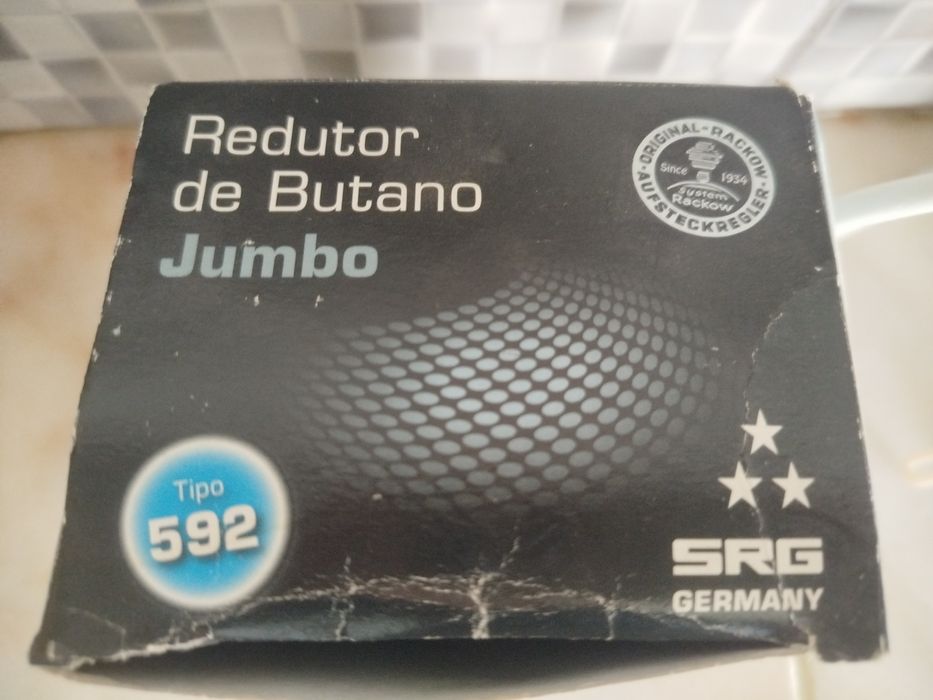 Redutor
de Butano
Jumbo
ORIGINAL-RACKOW
Since 1934
System
Rackow
AUFSTECKREGLER
Tipo
592
SRG
GERMANY